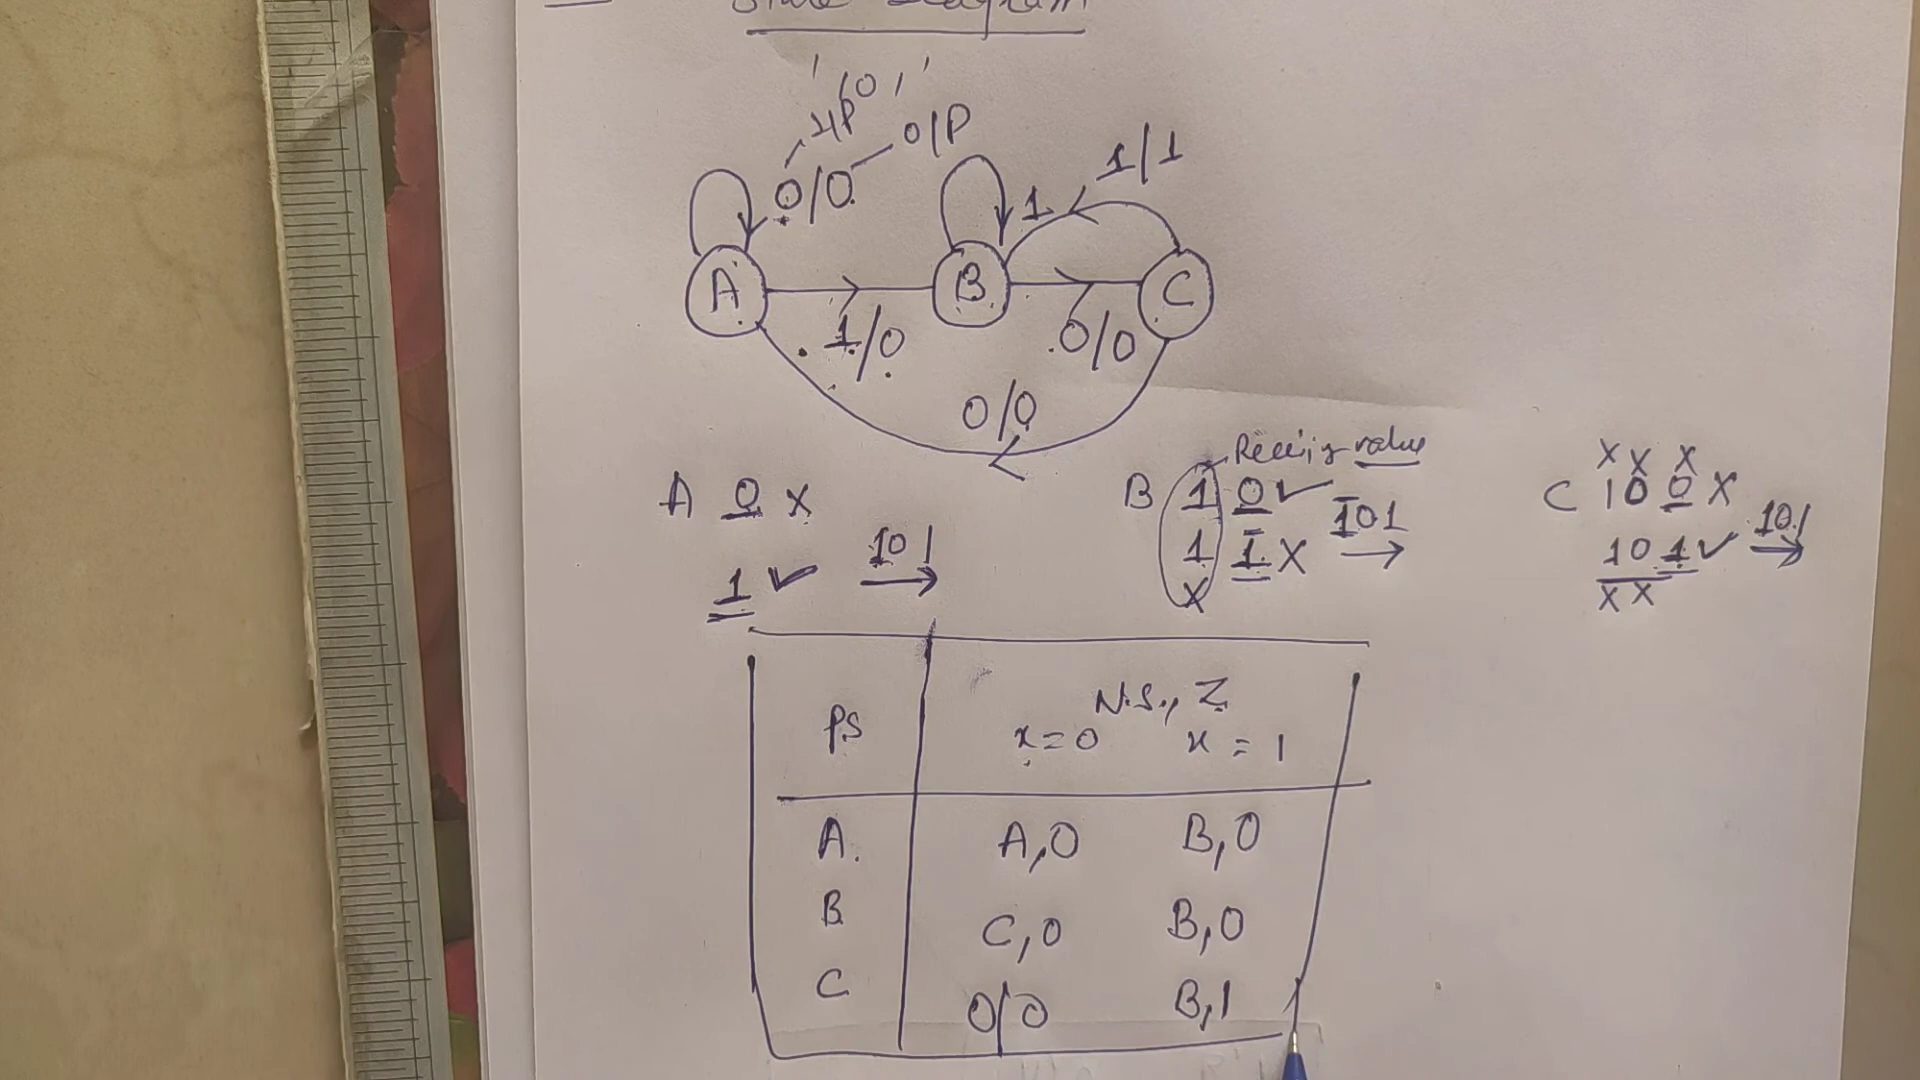 State Diagram
' 101 '
I/P
O/P
0/0
1
1/1
A
B
C
1/0
0/0
0/0
A 0 x
1 ✓ 101 →
B 1 0 ✓ value
1 1 x 101 →
x
x x x
C 1 0 0 x
1 0 1 ✓ 101 →
x x
PS N.S., Z
x=0 x = 1
A. A,0 B,0
B C,0 B,0
C 0/0 B,1